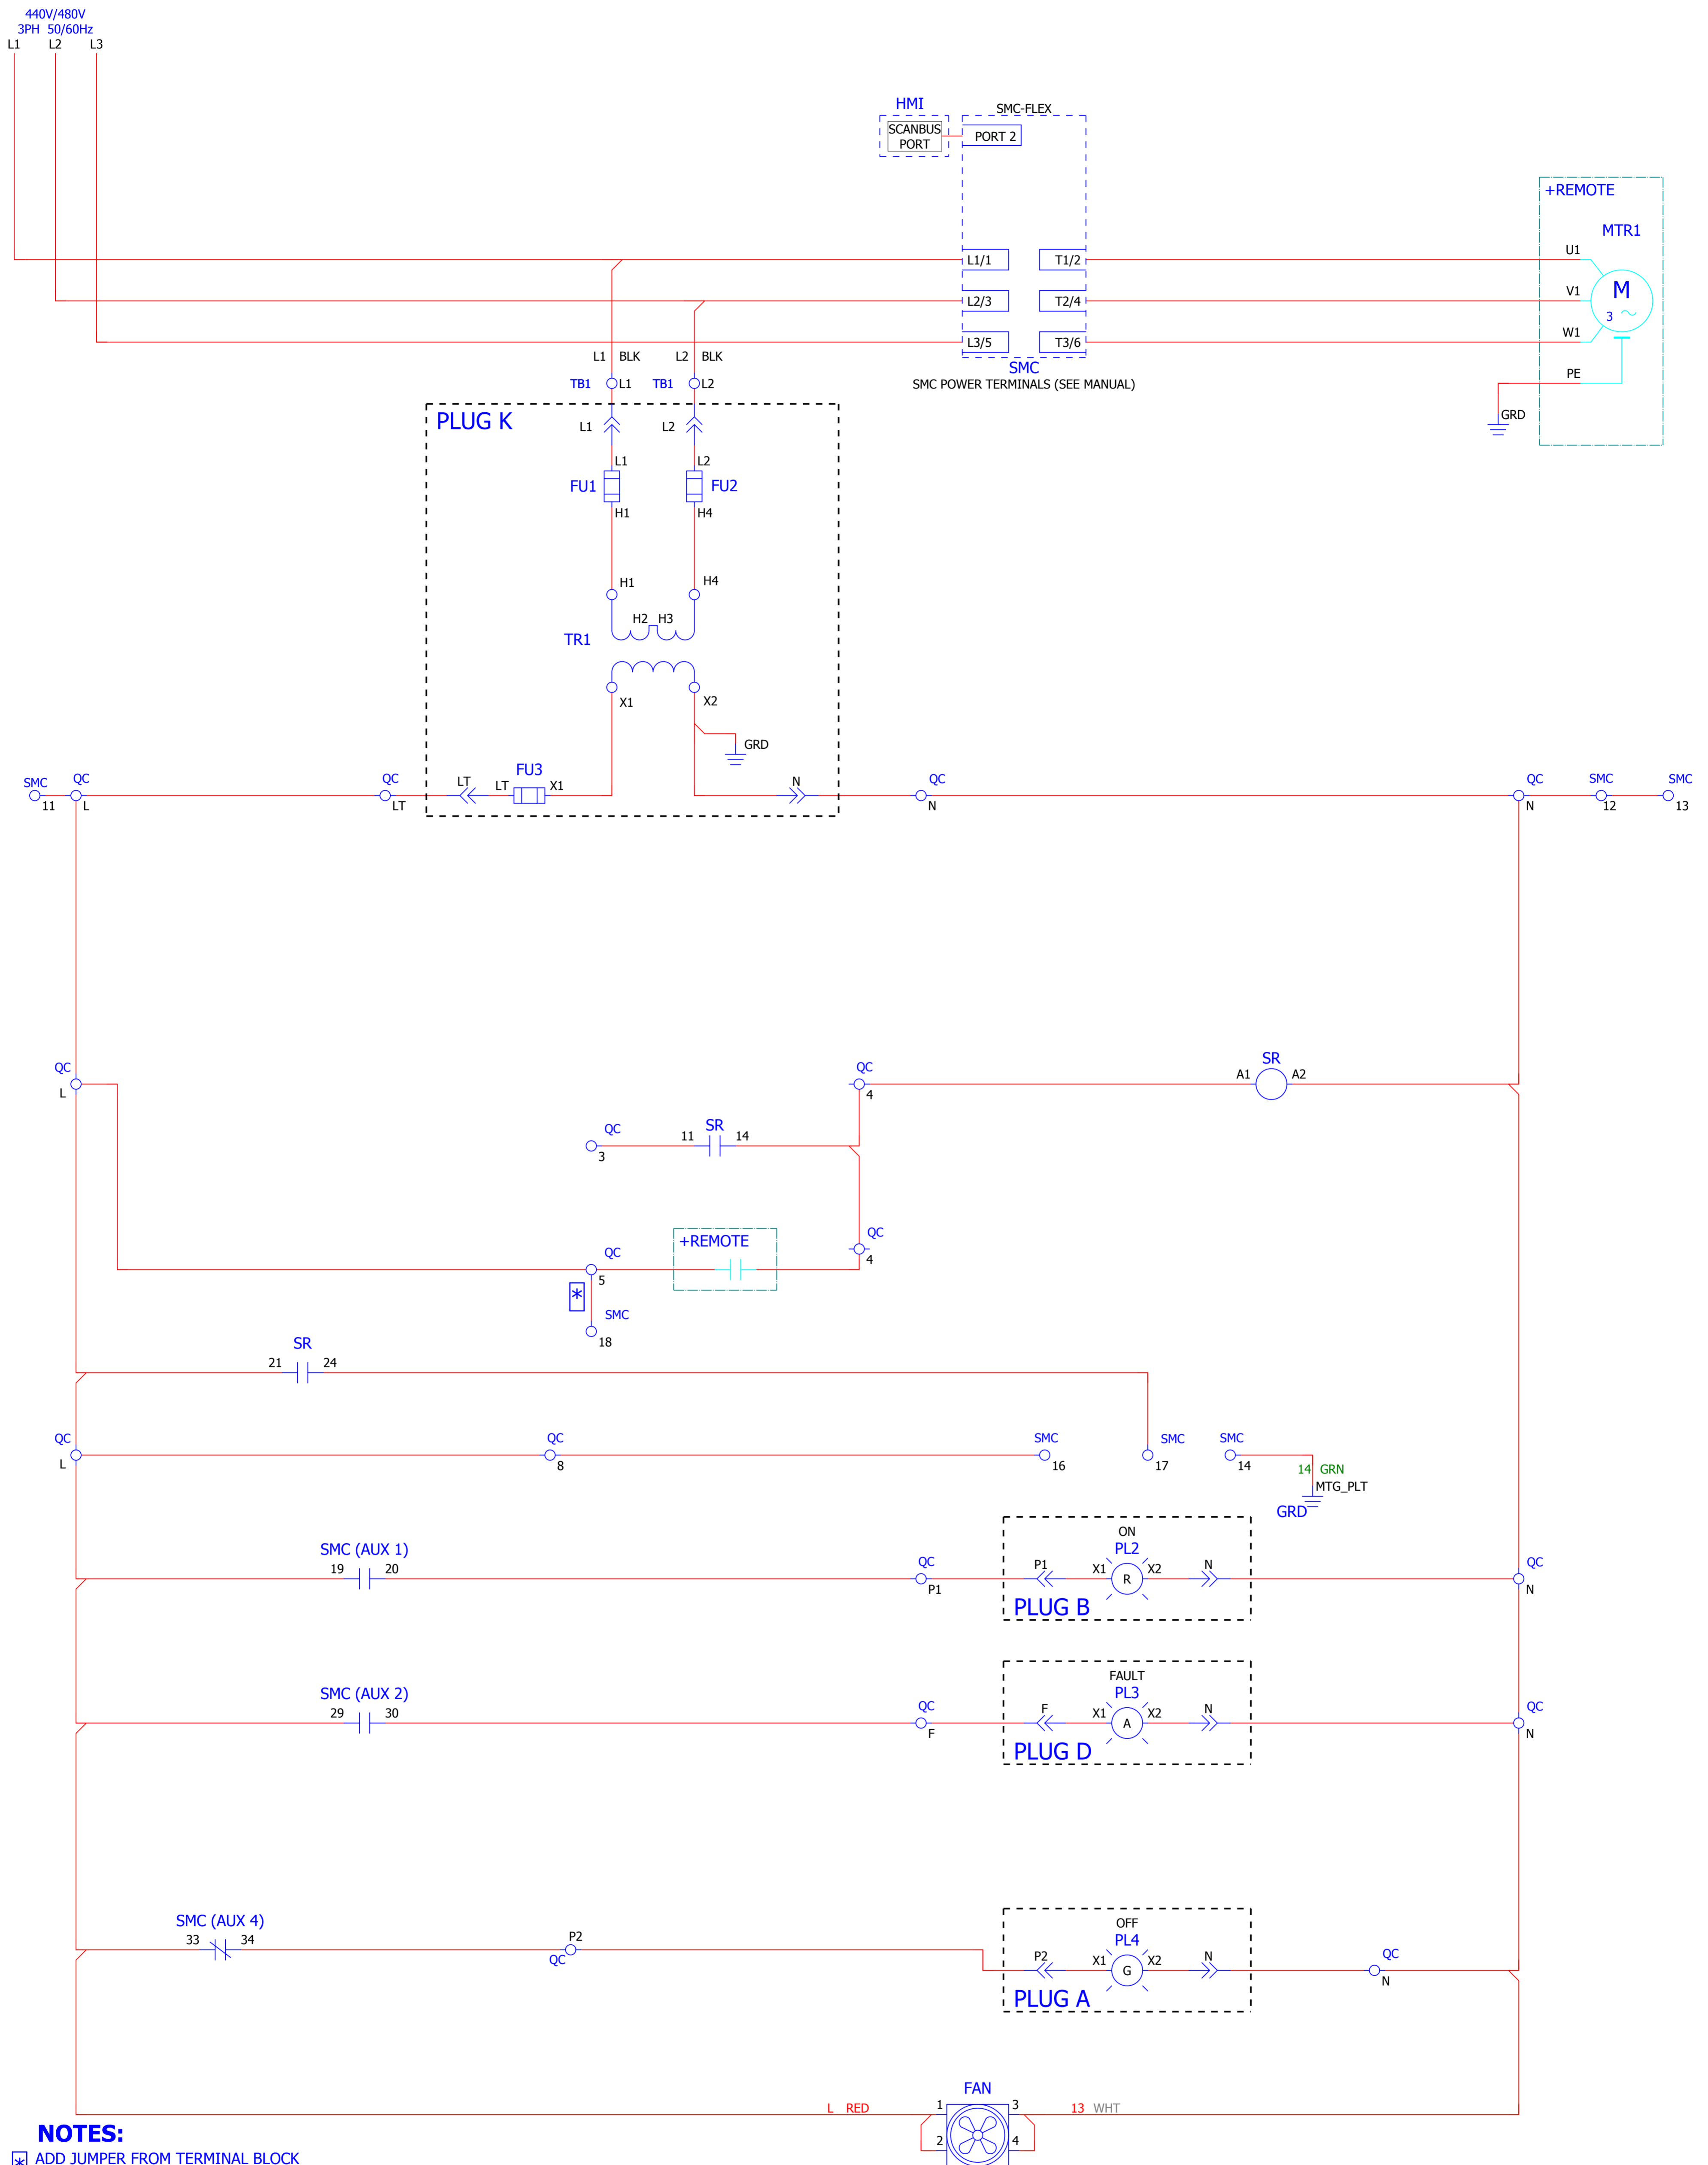 440V/480V
3PH 50/60Hz
L1 L2 L3
HMI
SCANBUS
PORT
SMC-FLEX
PORT 2
+REMOTE
MTR1
L1/1 T1/2 U1
L2/3 T2/4 V1
M
3
L3/5 T3/6 W1
SMC
SMC POWER TERMINALS (SEE MANUAL)
PE
GRD
L1 BLK L2 BLK
TB1 L1 TB1 L2
PLUG K
L1 L2
L1 L2
FU1 FU2
H1 H4
H1 H4
H2 H3
TR1
X1 X2
GRD
FU3
SMC QC QC LT LT X1 N QC QC SMC SMC
11 L LT N N 12 13
QC QC SR
L 4 A1 A2
QC SR
3 11 14
QC
4
+REMOTE
QC
5
*
SMC
18
SR
21 24
QC QC SMC SMC SMC
L 8 16 17 14
14 GRN
MTG_PLT
GRD
SMC (AUX 1)
19 20
QC
P1
ON
PL2
P1 X1 R X2 N
PLUG B
QC
N
SMC (AUX 2)
29 30
QC
F
FAULT
PL3
F X1 A X2 N
PLUG D
QC
N
SMC (AUX 4)
33 34
P2
QC
OFF
PL4
P2 X1 G X2 N
PLUG A
QC
N
FAN
L RED 1 3 13 WHT
2 4
NOTES:
* ADD JUMPER FROM TERMINAL BLOCK